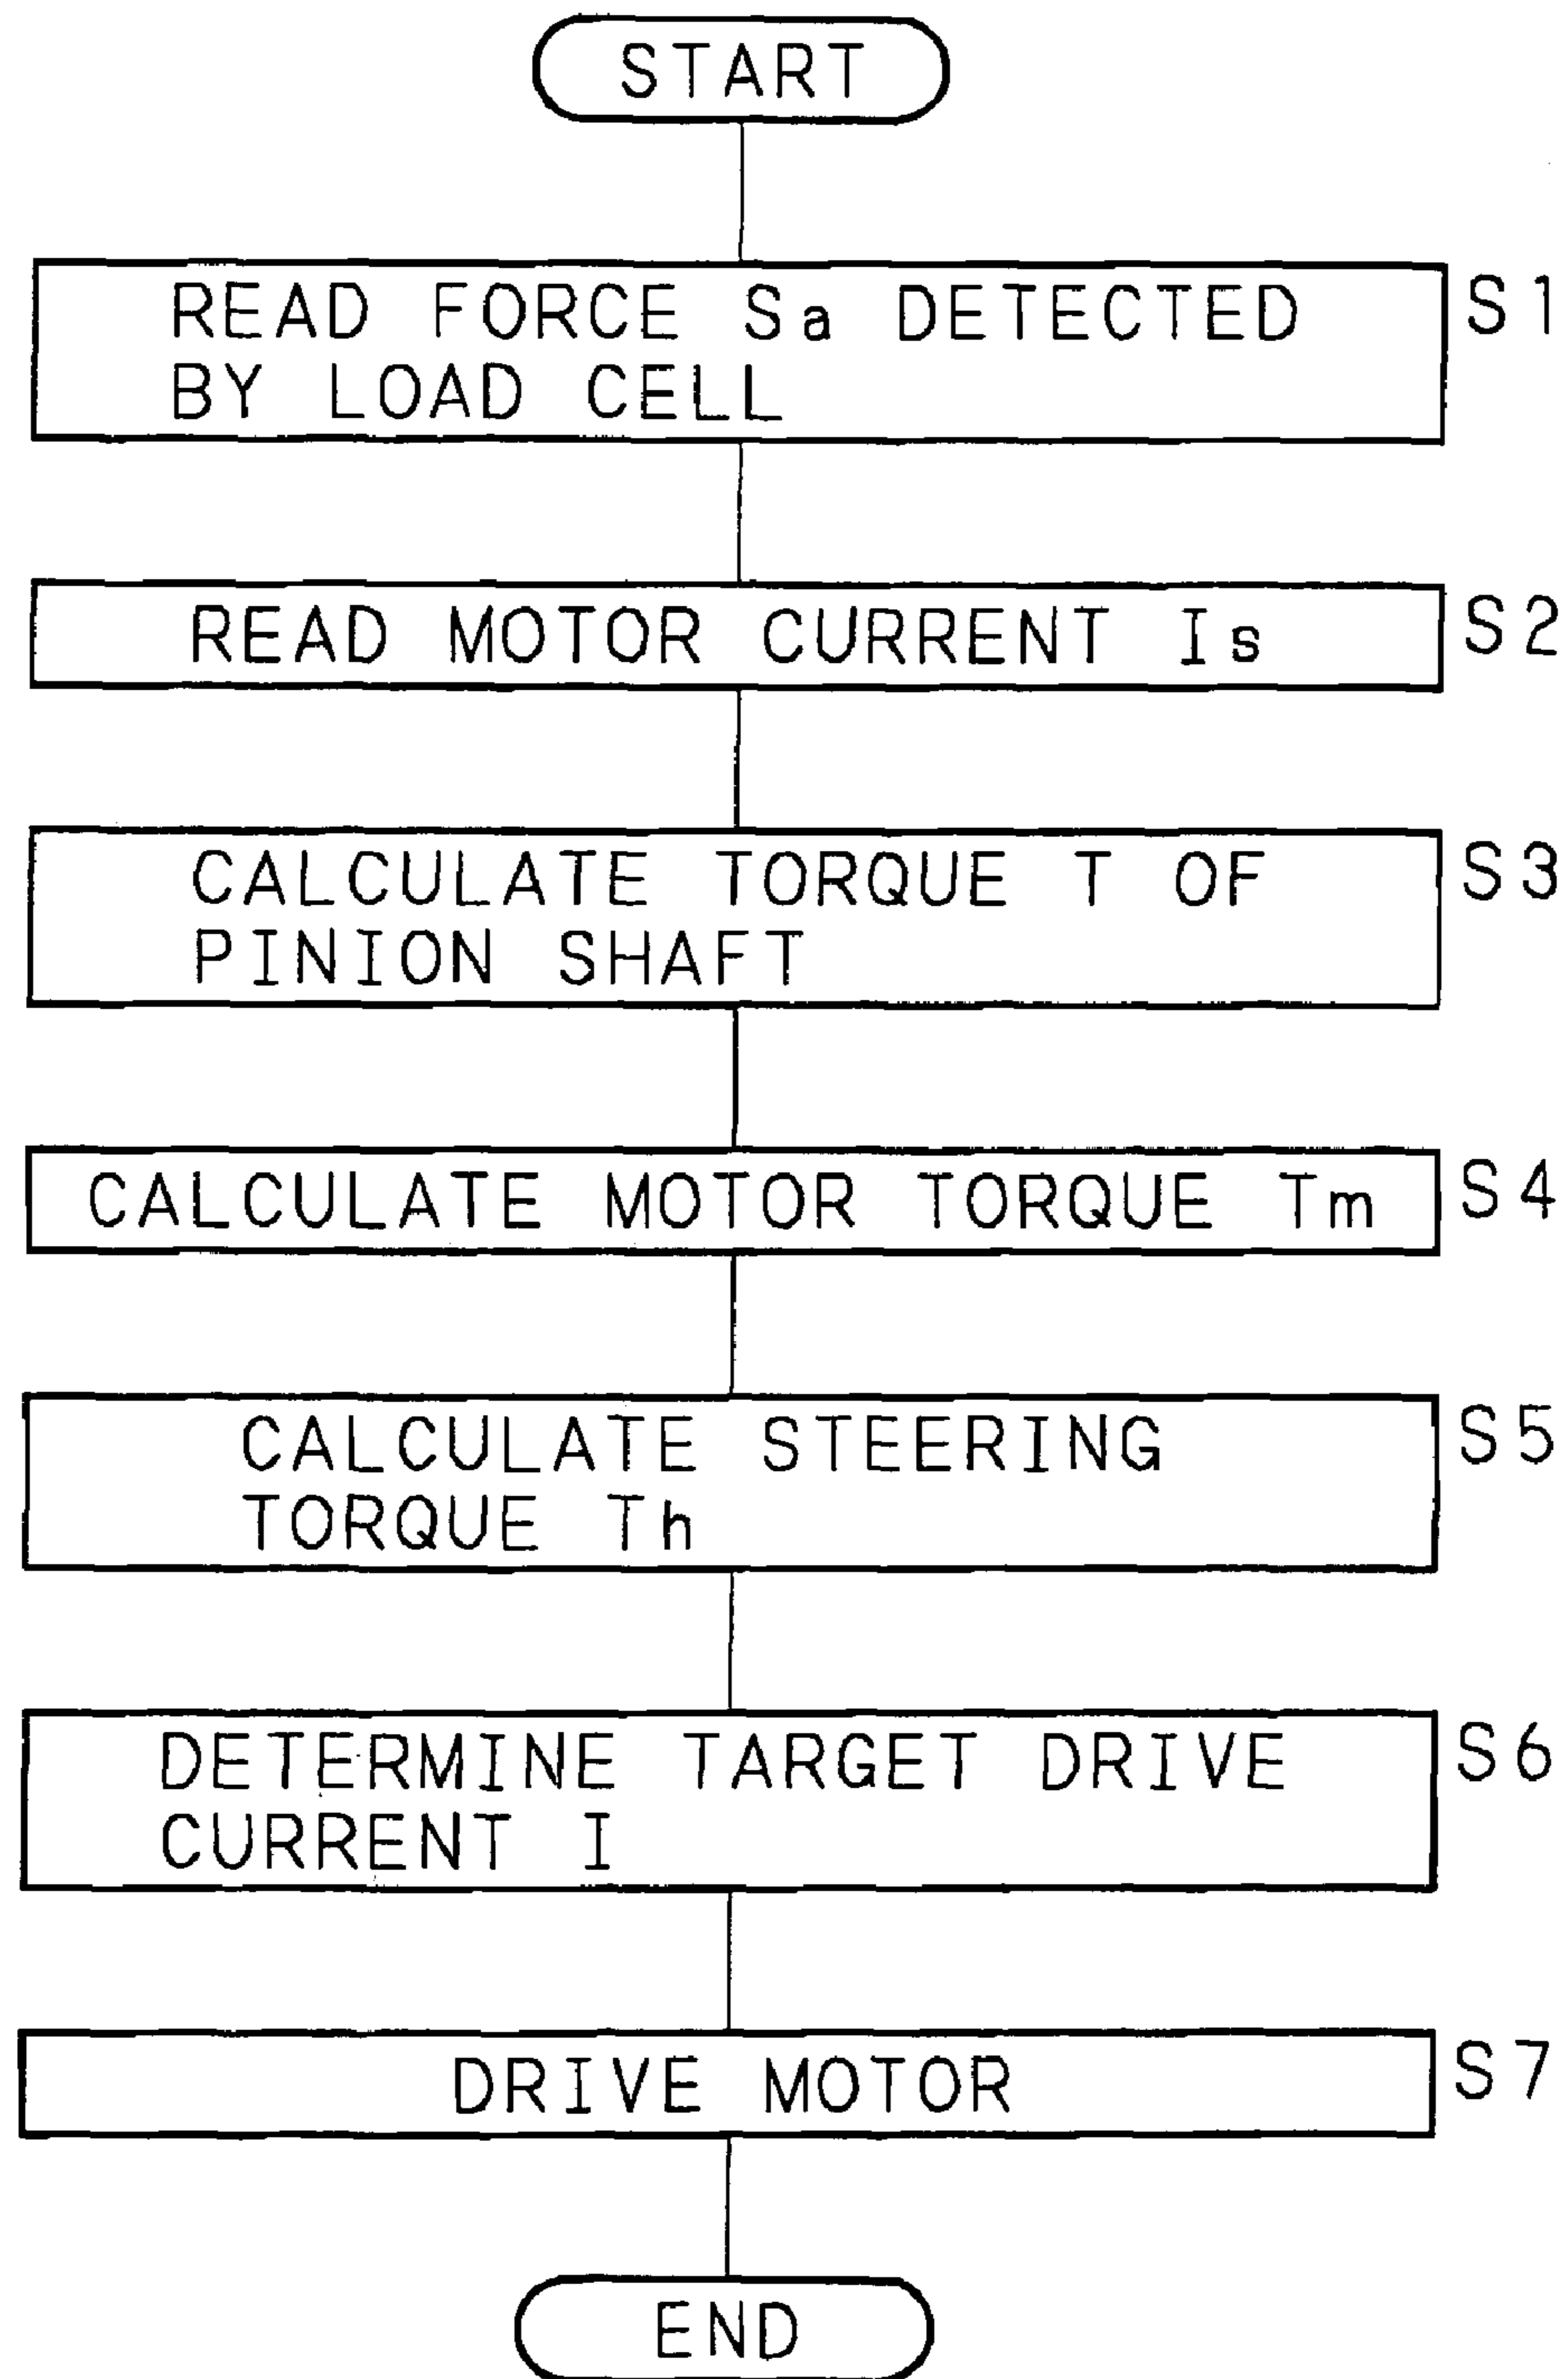 START
READ FORCE Sa DETECTED
BY LOAD CELL
S1
READ MOTOR CURRENT Is
S2
CALCULATE TORQUE T OF
PINION SHAFT
S3
CALCULATE MOTOR TORQUE Tm
S4
CALCULATE STEERING
TORQUE Th
S5
DETERMINE TARGET DRIVE
CURRENT I
S6
DRIVE MOTOR
S7
END